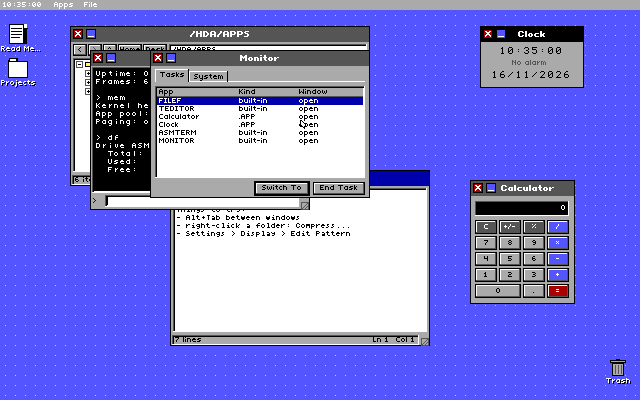 10:35:00 Apps File
Read Me...
Projects
/HDA/APPS
< > ^ Home Desk /HDA/APPS
Uptime: 0
Frames: 6
> mem
Kernel he
App pool:
Paging: o
> df
Drive ASM
Total:
Used:
Free:
>
Monitor
Tasks System
App Kind Window
FILEF built-in open
TEDITOR built-in open
Calculator .APP open
Clock .APP open
ASMTERM built-in open
MONITOR built-in open
Switch To End Task
- Alt+Tab between windows
- right-click a folder: Compress...
- Settings > Display > Edit Pattern
7 lines Ln 1 Col 1
Clock
10:35:00
No alarm
16/11/2026
Calculator
0
C +/- % /
7 8 9 ×
4 5 6 -
1 2 3 +
0 . =
Trash